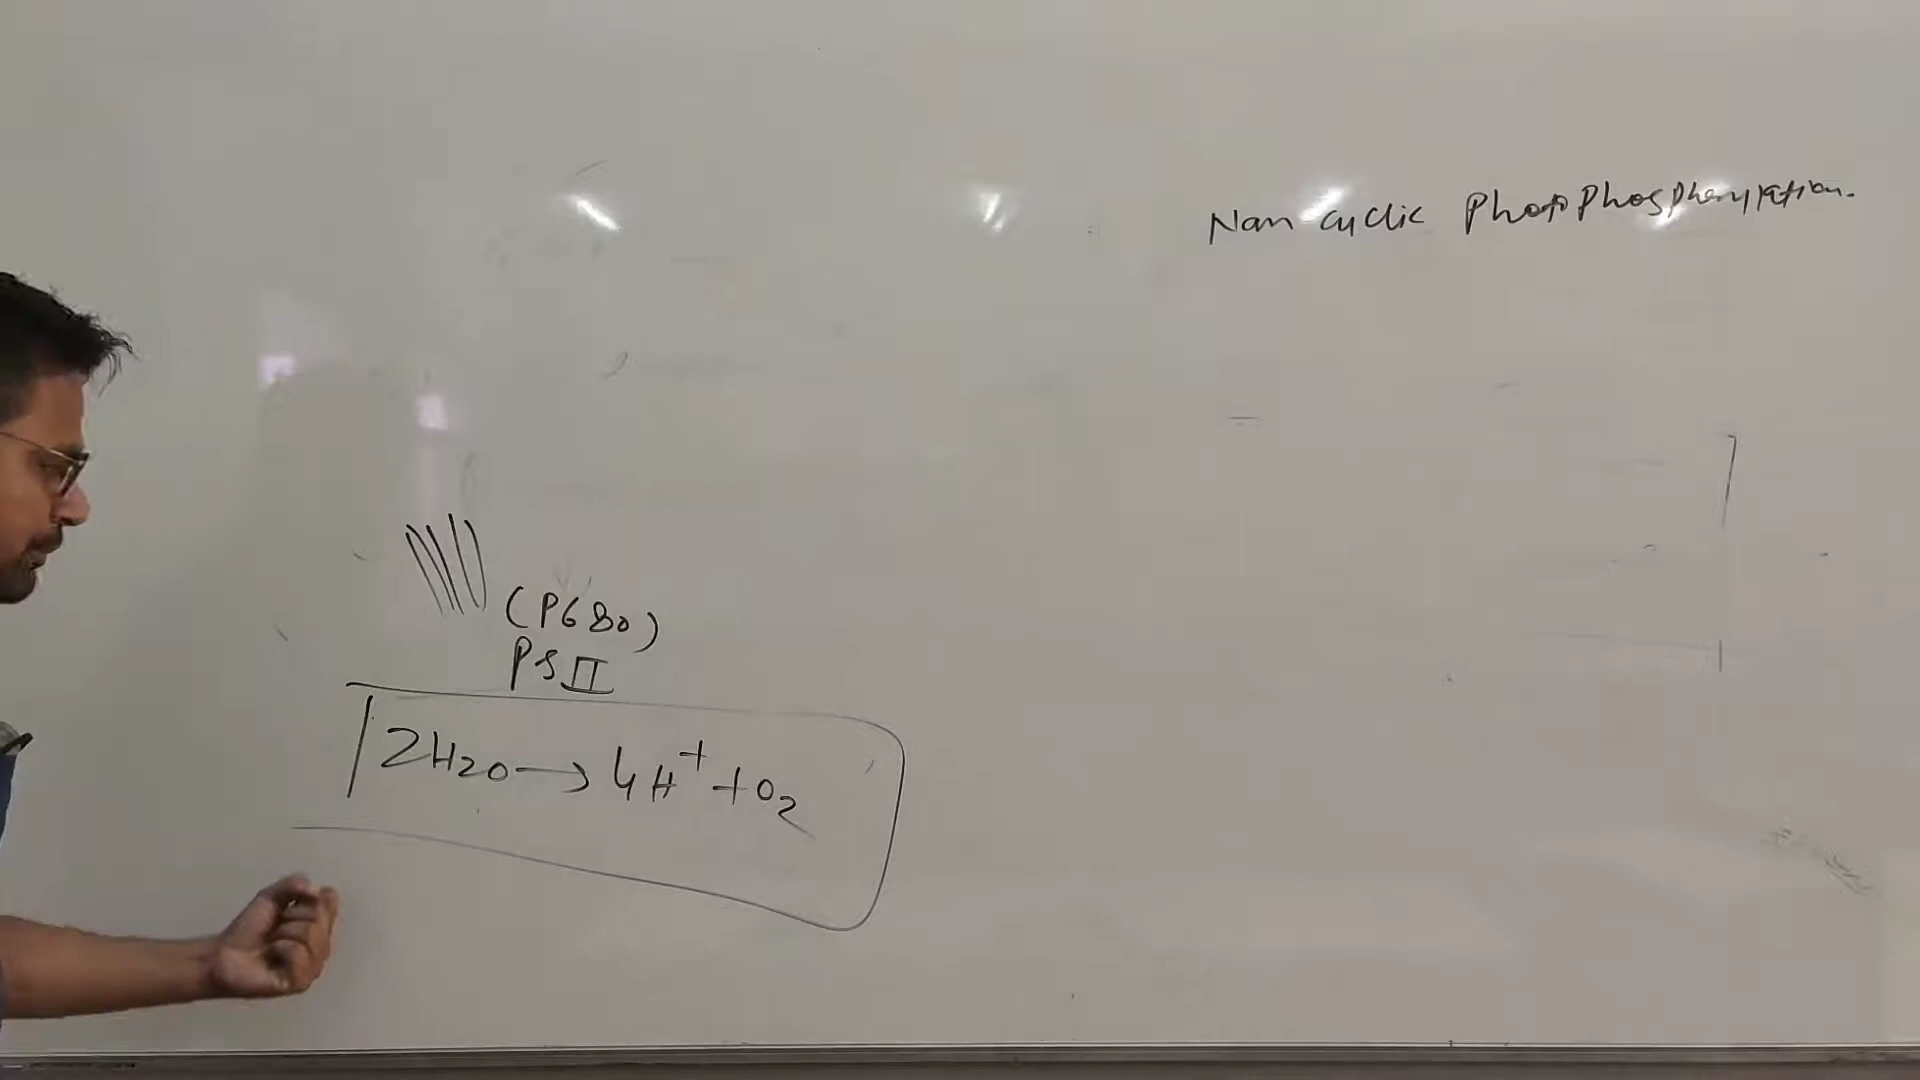 Non cyclic Photophosphorylation.
(P680)
PS II
2H2O → 4H⁺ + O2